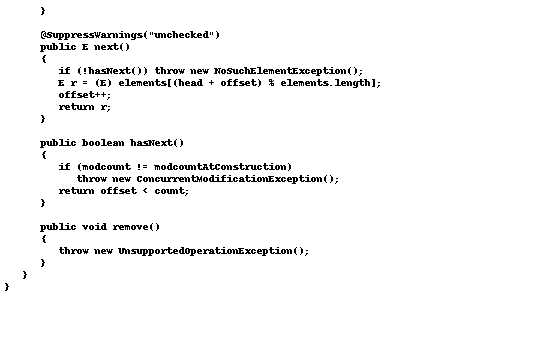 }
@SuppressWarnings("unchecked")
public E next()
{
if (!hasNext()) throw new NoSuchElementException();
E r = (E) elements[(head + offset) % elements.length];
offset++;
return r;
}
public boolean hasNext()
{
if (modcount != modcountAtConstruction)
throw new ConcurrentModificationException();
return offset < count;
}
public void remove()
{
throw new UnsupportedOperationException();
}
}
}